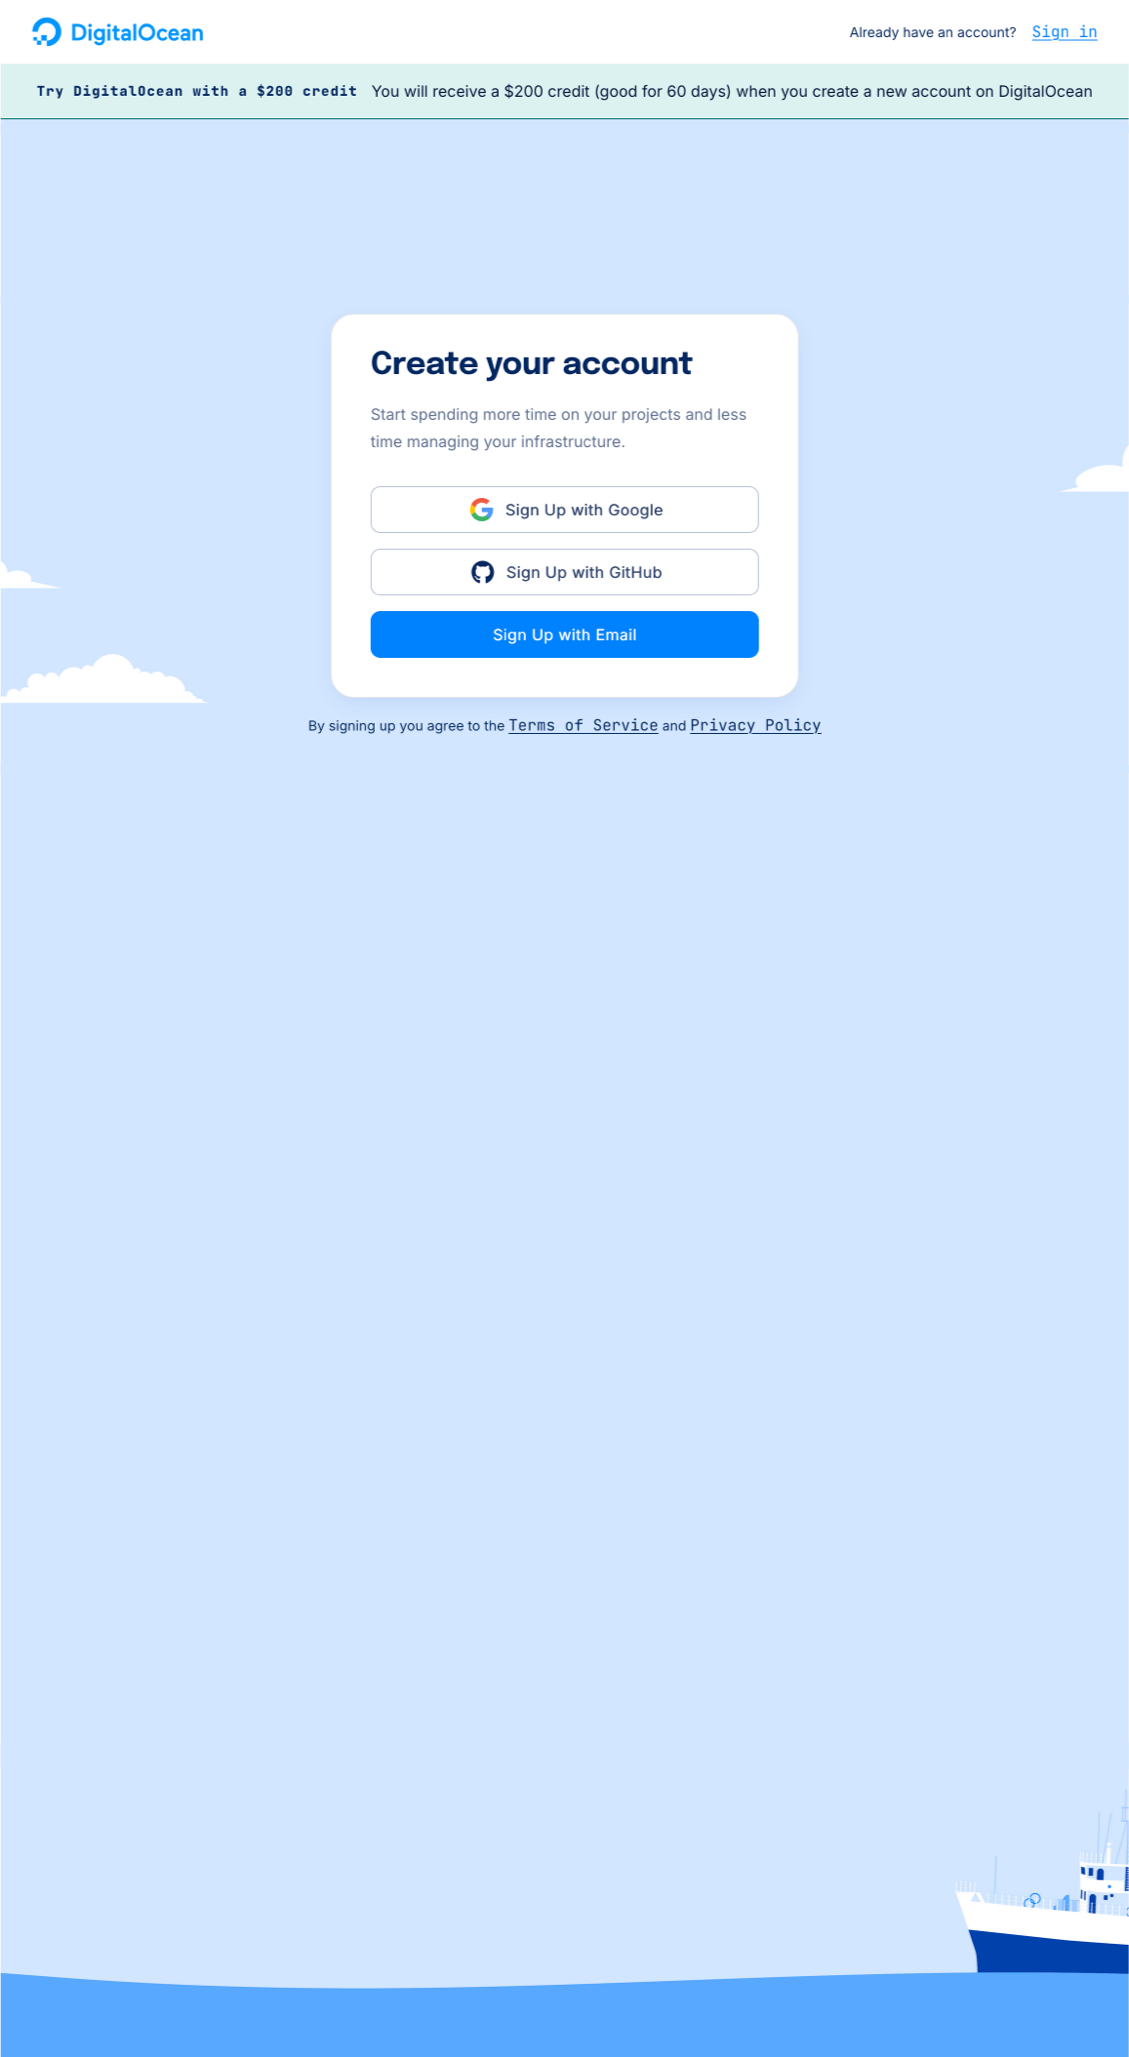 DigitalOcean
Already have an account? Sign in
Try DigitalOcean with a $200 credit You will receive a $200 credit (good for 60 days) when you create a new account on DigitalOcean
Create your account
Start spending more time on your projects and less
time managing your infrastructure.
Sign Up with Google
Sign Up with GitHub
Sign Up with Email
By signing up you agree to the Terms of Service and Privacy Policy